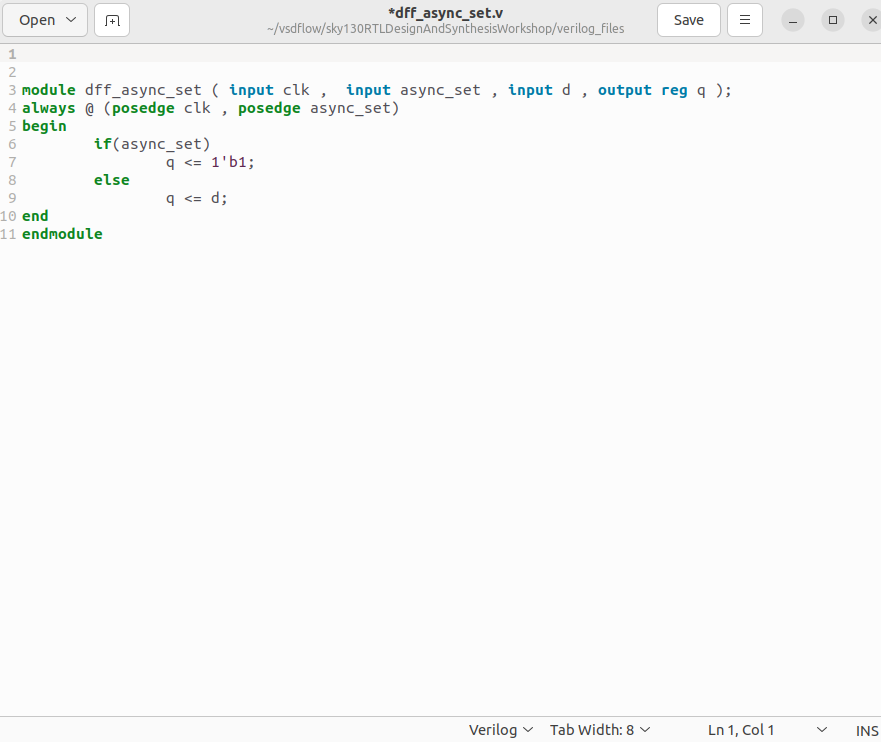 Open
*dff_async_set.v
~/vsdflow/sky130RTLDesignAndSynthesisWorkshop/verilog_files
Save
1
2
3 module dff_async_set ( input clk ,  input async_set , input d , output reg q );
4 always @ (posedge clk , posedge async_set)
5 begin
6         if(async_set)
7                 q <= 1'b1;
8         else
9                 q <= d;
10 end
11 endmodule
Verilog Tab Width: 8 Ln 1, Col 1 INS